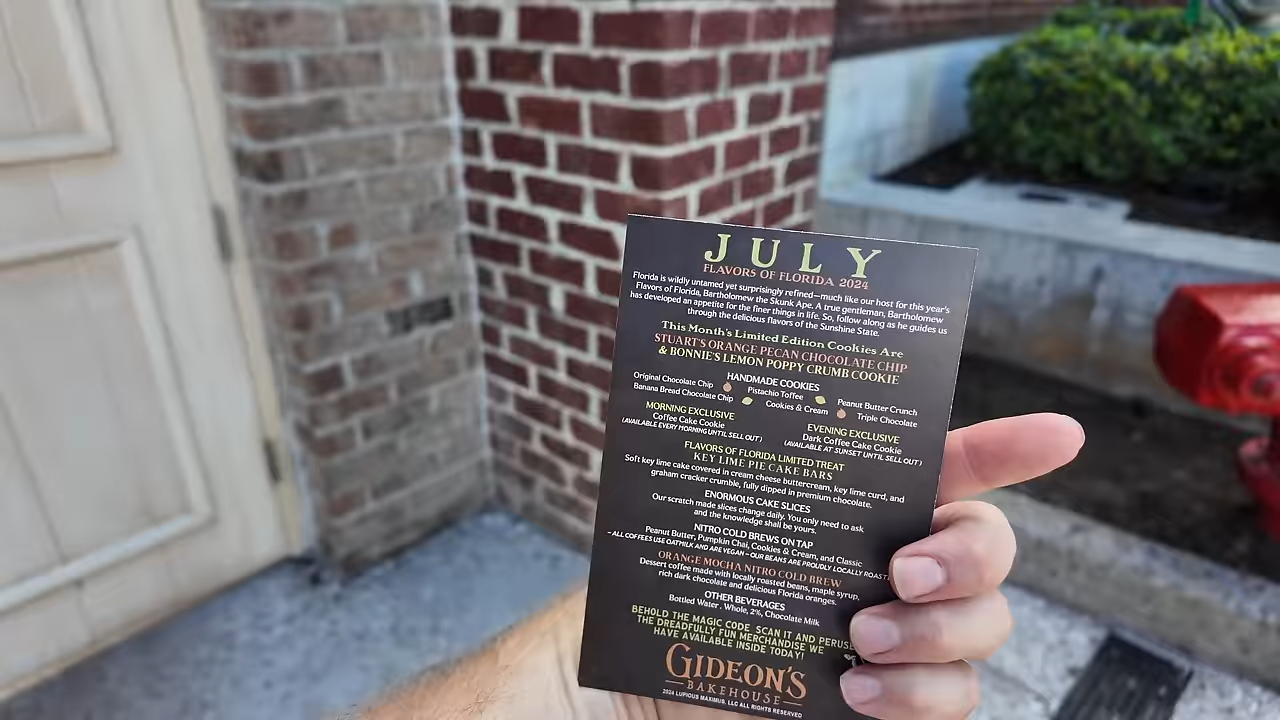 JULY
FLAVORS OF FLORIDA 2024
Florida is wildly untamed yet surprisingly refined—much like our host for this year's
Flavors of Florida, Bartholomew the Skunk Ape. A true gentleman, Bartholomew
has developed an appetite for the finer things in life. So, follow along as he guides us
through the delicious flavors of the Sunshine State.
This Month's Limited Edition Cookies Are
STUART'S ORANGE PECAN CHOCOLATE CHIP
& BONNIE'S LEMON POPPY CRUMB COOKIE
HANDMADE COOKIES
Original Chocolate Chip Pistachio Toffee Peanut Butter Crunch
Banana Bread Chocolate Chip Cookies & Cream Triple Chocolate
MORNING EXCLUSIVE
Coffee Cake Cookie
(AVAILABLE EVERY MORNING UNTIL SELL OUT)
EVENING EXCLUSIVE
Dark Coffee Cake Cookie
(AVAILABLE AT SUNSET UNTIL SELL OUT)
FLAVORS OF FLORIDA LIMITED TREAT
KEY LIME PIE CAKE BARS
Soft key lime cake covered in cream cheese buttercream, key lime curd, and
graham cracker crumble, fully dipped in premium chocolate.
ENORMOUS CAKE SLICES
Our scratch made slices change daily. You only need to ask
and the knowledge shall be yours.
NITRO COLD BREWS ON TAP
Peanut Butter, Pumpkin Chai, Cookies & Cream, and Classic
- ALL COFFEES USE OATMILK AND ARE VEGAN - OUR BEANS ARE PROUDLY LOCALLY
ORANGE MOCHA NITRO COLD BREW
Dessert coffee made with locally roasted beans, maple syrup,
rich dark chocolate and delicious Florida oranges.
OTHER BEVERAGES
Bottled Water . Whole, 2%, Chocolate Milk
BEHOLD THE MAGIC CODE. SCAN IT AND PERUSE
THE DREADFULLY FUN MERCHANDISE WE
HAVE AVAILABLE INSIDE TODAY!
GIDEON'S
BAKEHOUSE
2024 LUPIOUS MAXIMUS, LLC ALL RIGHTS RESERVED